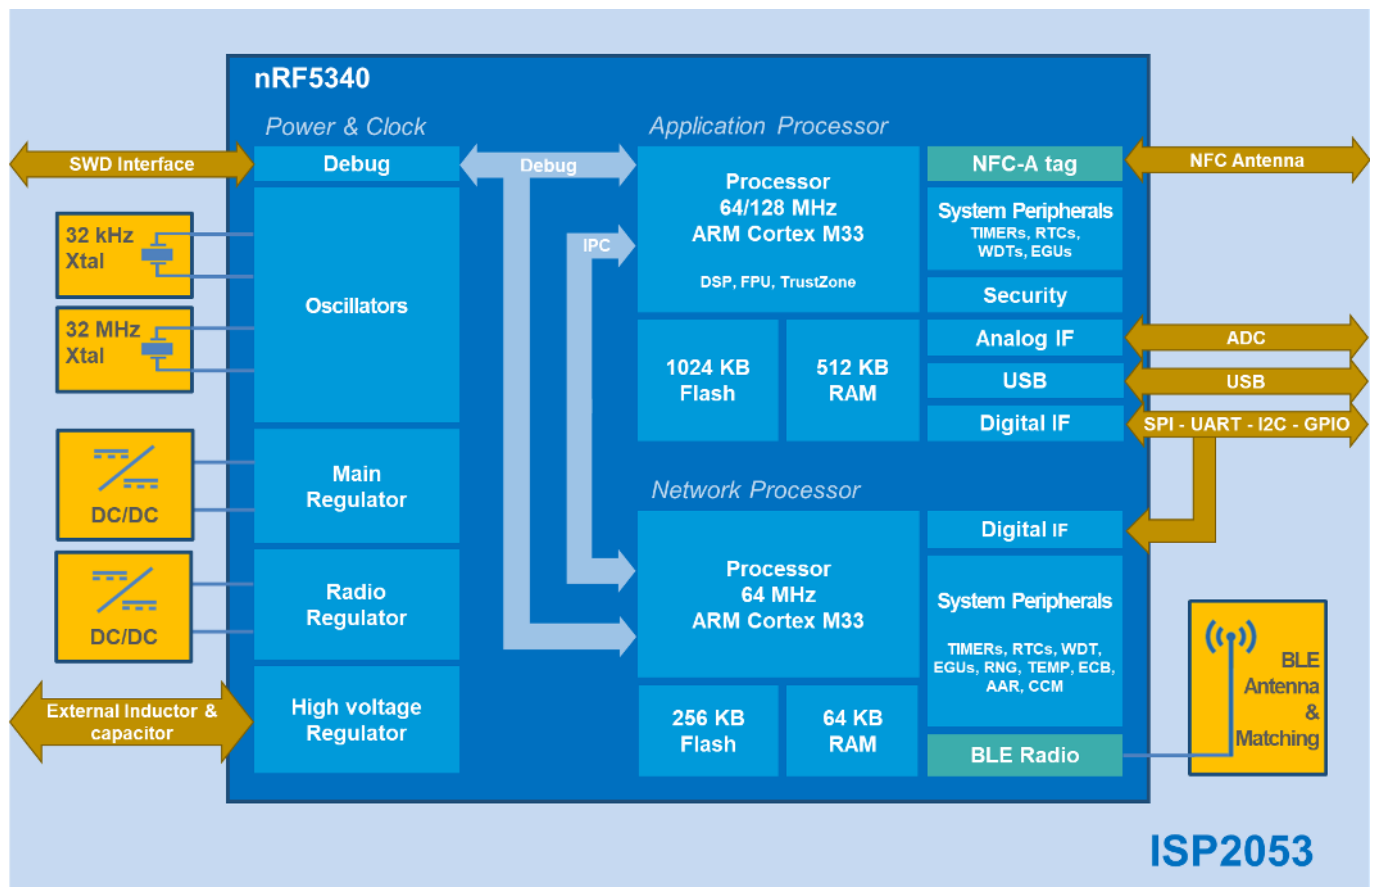 nRF5340
Power & Clock
Application Processor
SWD Interface
Debug
Debug
NFC-A tag
NFC Antenna
Processor
64/128 MHz
ARM Cortex M33
DSP, FPU, TrustZone
System Peripherals
TIMERs, RTCs,
WDTs, EGUs
32 kHz
Xtal
IPC
Oscillators
Security
32 MHz
Xtal
Analog IF
ADC
1024 KB
Flash
512 KB
RAM
USB
USB
Digital IF
SPI - UART - I2C - GPIO
Main
Regulator
DC/DC
Network Processor
Digital IF
Processor
64 MHz
ARM Cortex M33
Radio
Regulator
DC/DC
System Peripherals
TIMERs, RTCs, WDT,
EGUs, RNG, TEMP, ECB,
AAR, CCM
BLE
Antenna
&
Matching
External Inductor &
capacitor
High voltage
Regulator
256 KB
Flash
64 KB
RAM
BLE Radio
ISP2053